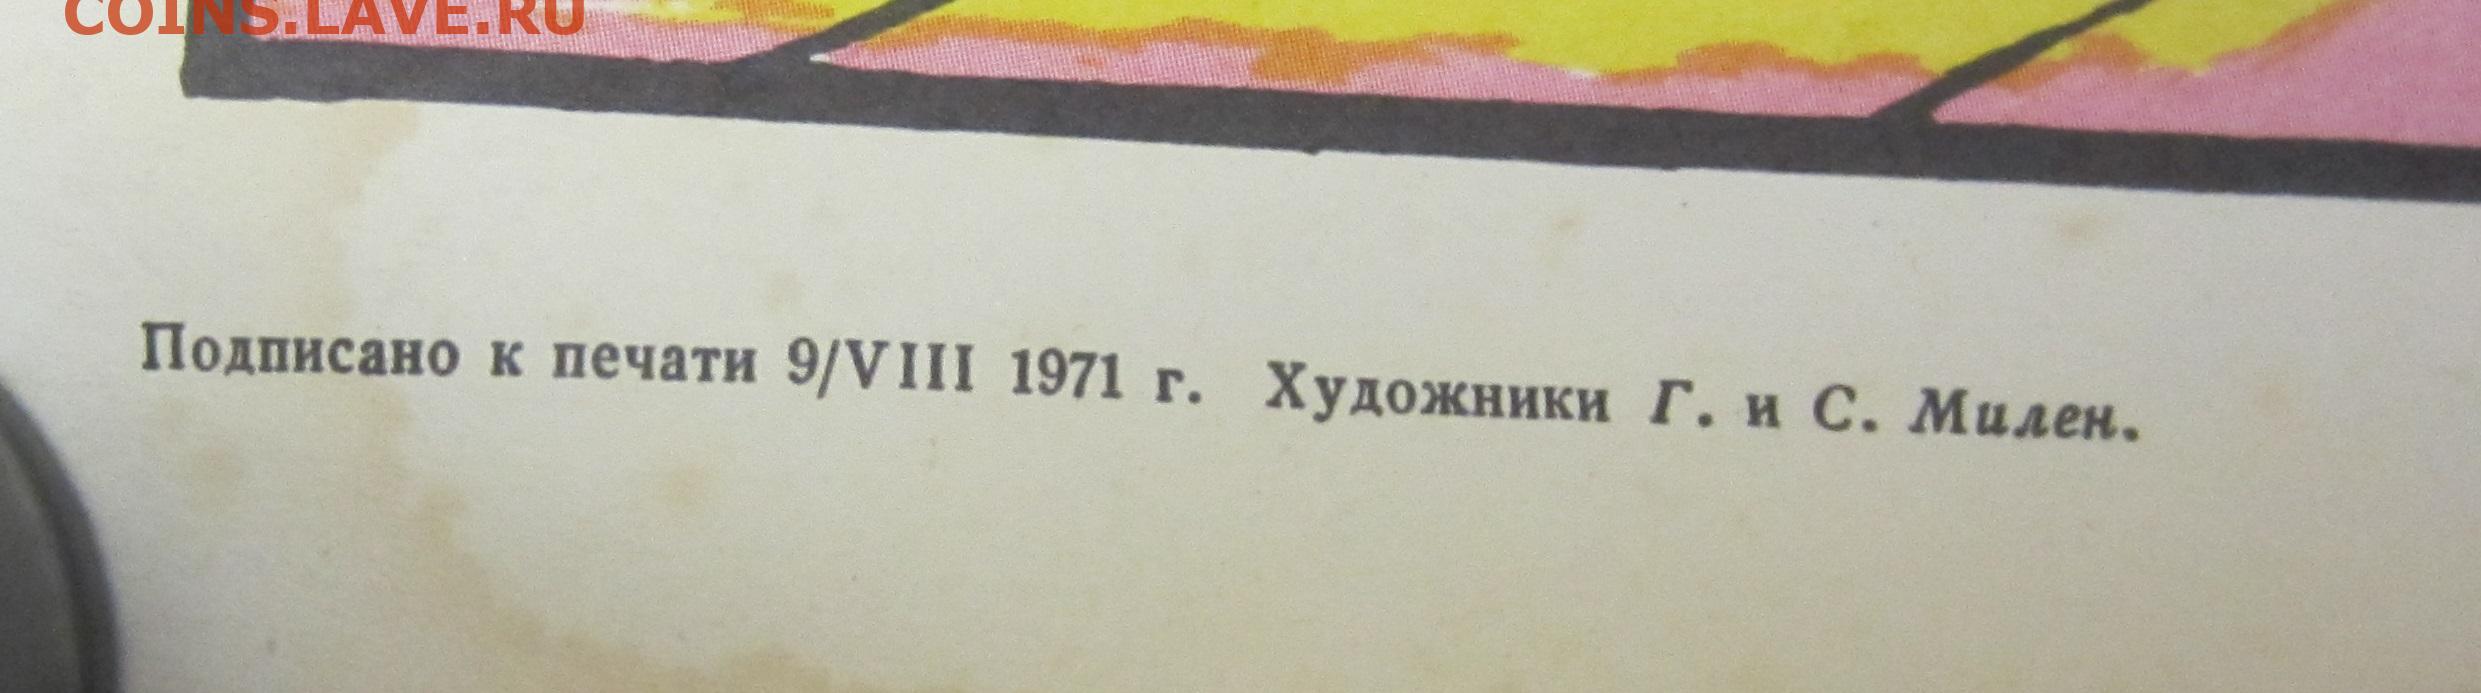 COINS.LAVE.RU
Подписано к печати 9/VIII 1971 г. Художники Г. и С. Милен.